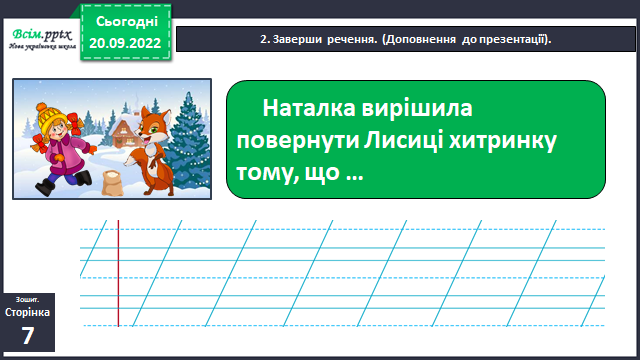 Всім.pptx
Нова українська школа
Сьогодні
20.09.2022
2. Заверши речення. (Доповнення до презентації).
Наталка вирішила
повернути Лисиці хитринку
тому, що ...
Зошит.
Сторінка
7